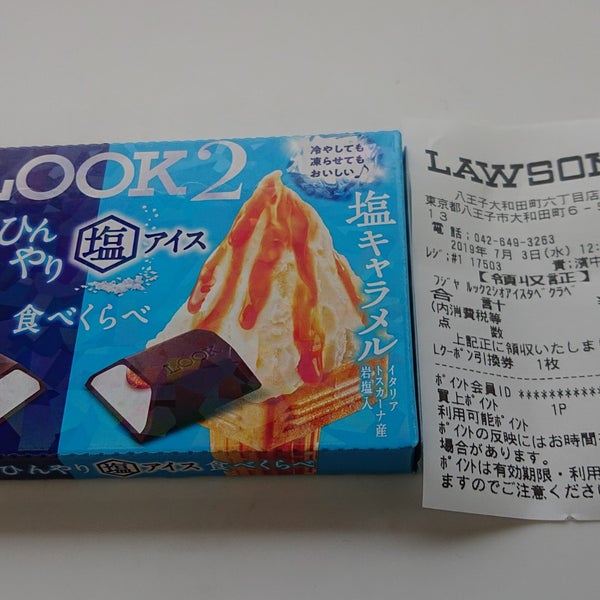 LOOK2
冷やしても
凍らせても
おいしい♪
ひんやり
塩
アイス
食べくらべ
塩キャラメル
イタリア
トスカーナ産
岩塩入
LOOK
ひんやり 塩 アイス 食べくらべ
LAWSON
八王子大和田町六丁目店
東京都八王子市大和田町6-5
13
電話:042-649-3263
2019年 7月 3日(水) 12:
レジ:#1 17503 責:濱中
【領収証】
フジヤ ルック2シオアイスタベクラベ
合 計
(内消費税等
点 数
上記正に領収いたしま
Lクーポン引換券 1枚
ポイント会員ID **********
買上ポイント 1P
利用可能ポイント
ポイントの反映にはお時間
場合があります。
ポイントは有効期限・利用
ますのでご注意くださ